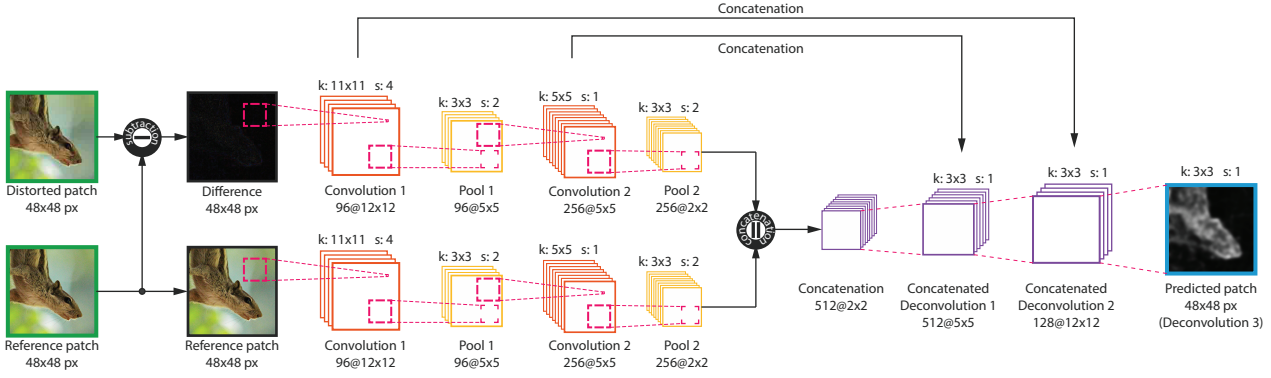 Concatenation
Concatenation
k: 11x11 s: 4
k: 3x3 s: 2
k: 5x5 s: 1
k: 3x3 s: 2
subtraction
Distorted patch
48x48 px
Difference
48x48 px
Convolution 1
96@12x12
Pool 1
96@5x5
Convolution 2
256@5x5
Pool 2
256@2x2
k: 3x3 s: 1
k: 3x3 s: 1
k: 3x3 s: 1
concatenation
k: 11x11 s: 4
k: 3x3 s: 2
k: 5x5 s: 1
k: 3x3 s: 2
Concatenation
512@2x2
Concatenated
Deconvolution 1
512@5x5
Concatenated
Deconvolution 2
128@12x12
Predicted patch
48x48 px
(Deconvolution 3)
Reference patch
48x48 px
Reference patch
48x48 px
Convolution 1
96@12x12
Pool 1
96@5x5
Convolution 2
256@5x5
Pool 2
256@2x2